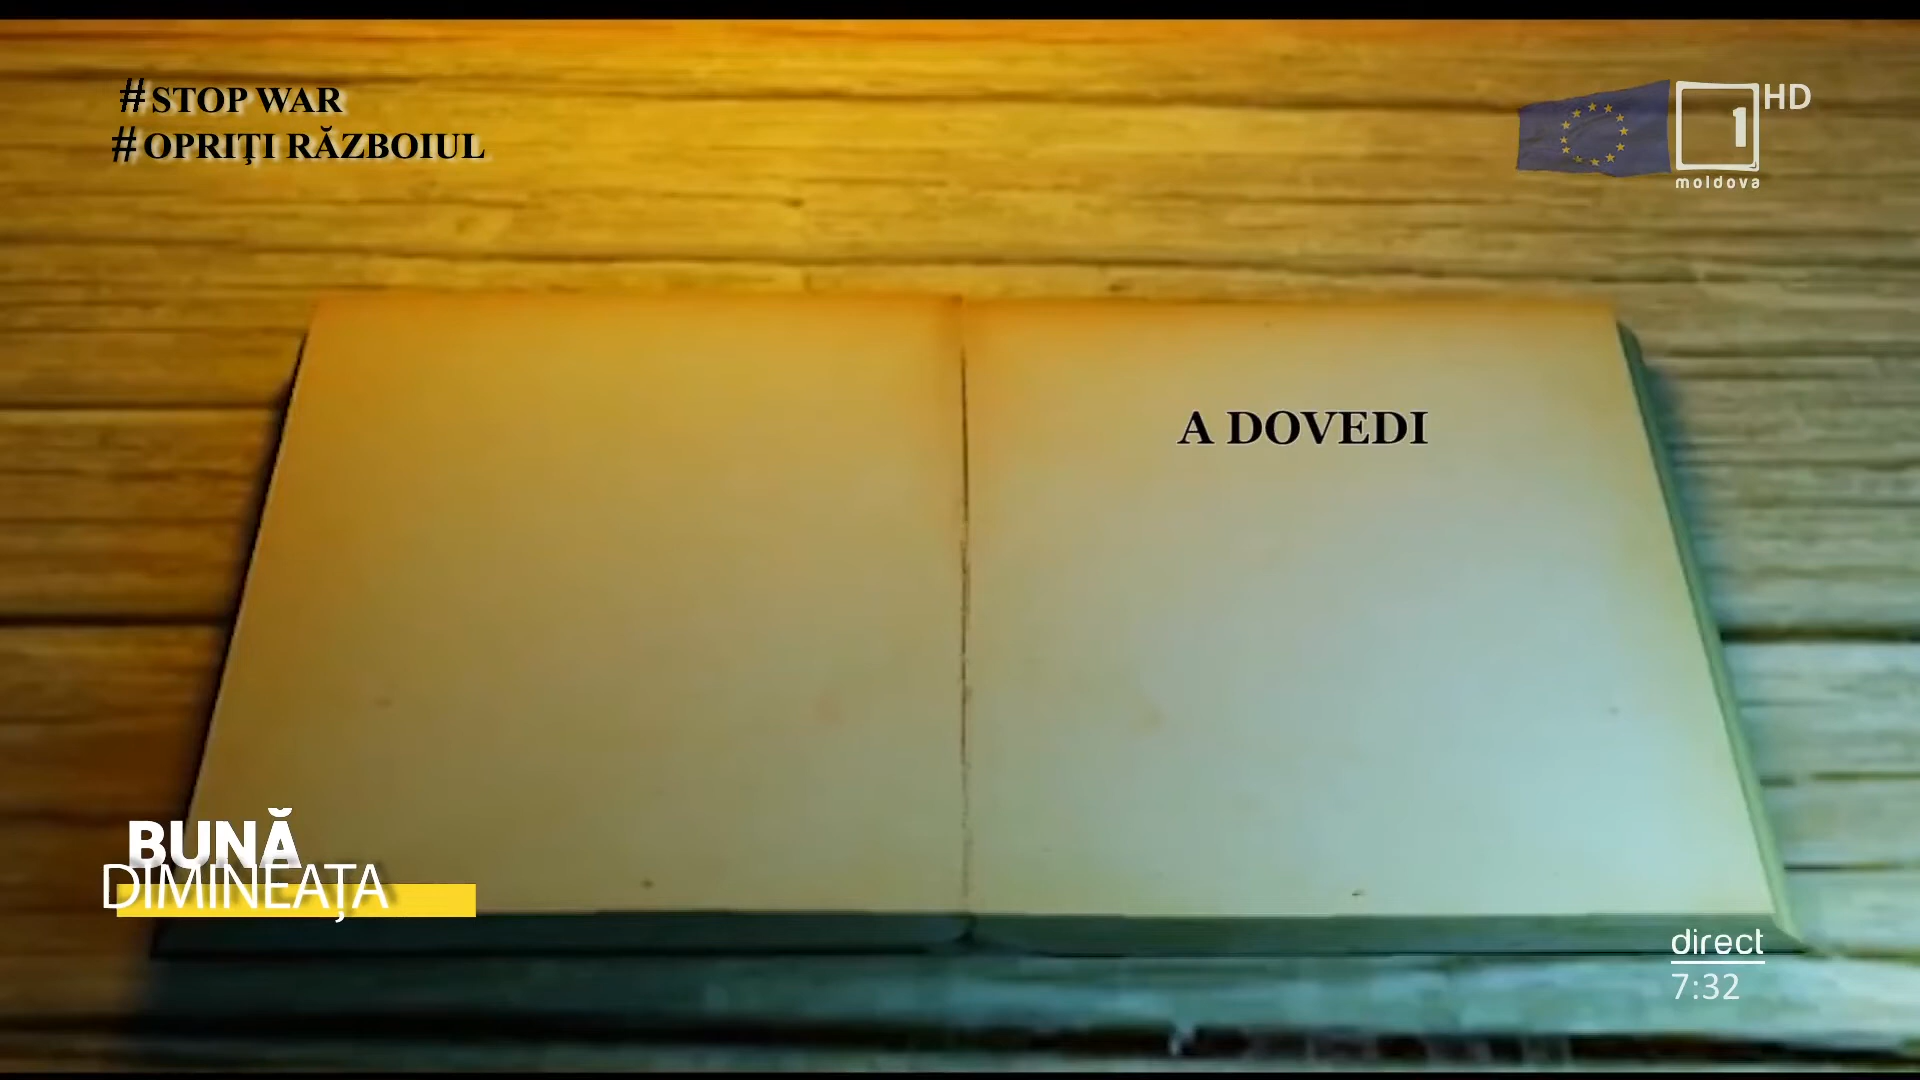 #STOP WAR
#OPRIŢI RĂZBOIUL
1 HD
moldova
A DOVEDI
BUNĂ
DIMINEAȚA
direct
7:32